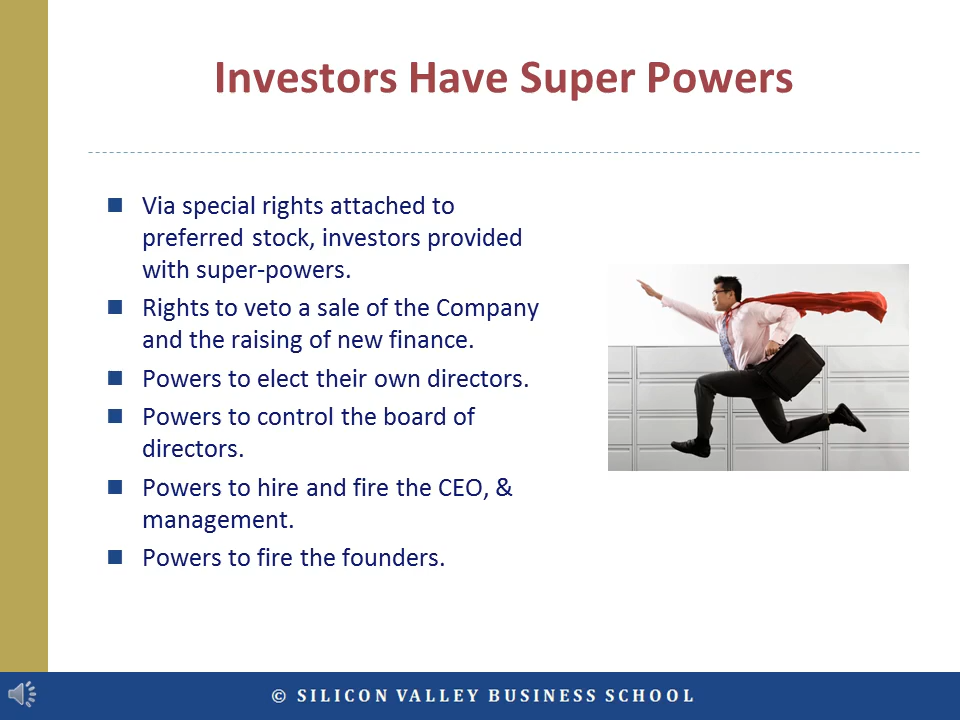 Investors Have Super Powers
■ Via special rights attached to
preferred stock, investors provided
with super-powers.
■ Rights to veto a sale of the Company
and the raising of new finance.
■ Powers to elect their own directors.
■ Powers to control the board of
directors.
■ Powers to hire and fire the CEO, &
management.
■ Powers to fire the founders.
© SILICON VALLEY BUSINESS SCHOOL